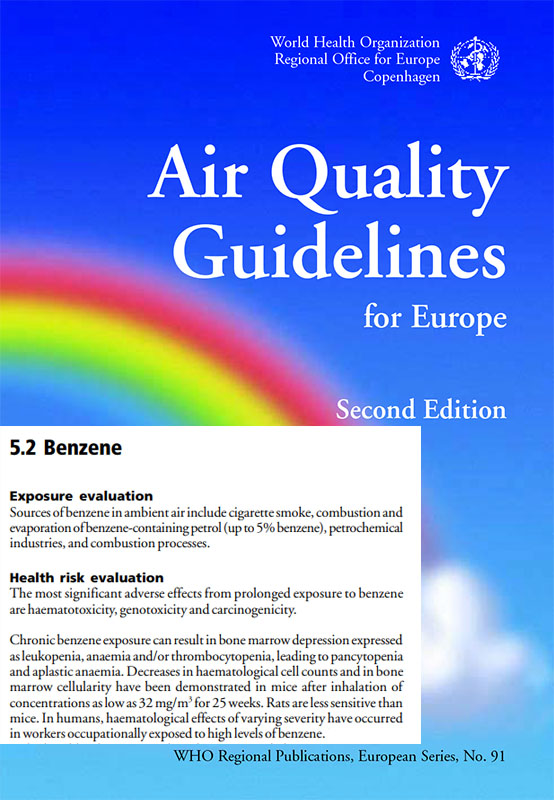 World Health Organization
Regional Office for Europe
Copenhagen
Air Quality
Guidelines
for Europe
Second Edition
5.2 Benzene
Exposure evaluation
Sources of benzene in ambient air include cigarette smoke, combustion and
evaporation of benzene-containing petrol (up to 5% benzene), petrochemical
industries, and combustion processes.
Health risk evaluation
The most significant adverse effects from prolonged exposure to benzene
are haematotoxicity, genotoxicity and carcinogenicity.
Chronic benzene exposure can result in bone marrow depression expressed
as leukopenia, anaemia and/or thrombocytopenia, leading to pancytopenia
and aplastic anaemia. Decreases in haematological cell counts and in bone
marrow cellularity have been demonstrated in mice after inhalation of
concentrations as low as 32 mg/m³ for 25 weeks. Rats are less sensitive than
mice. In humans, haematological effects of varying severity have occurred
in workers occupationally exposed to high levels of benzene.
WHO Regional Publications, European Series, No. 91